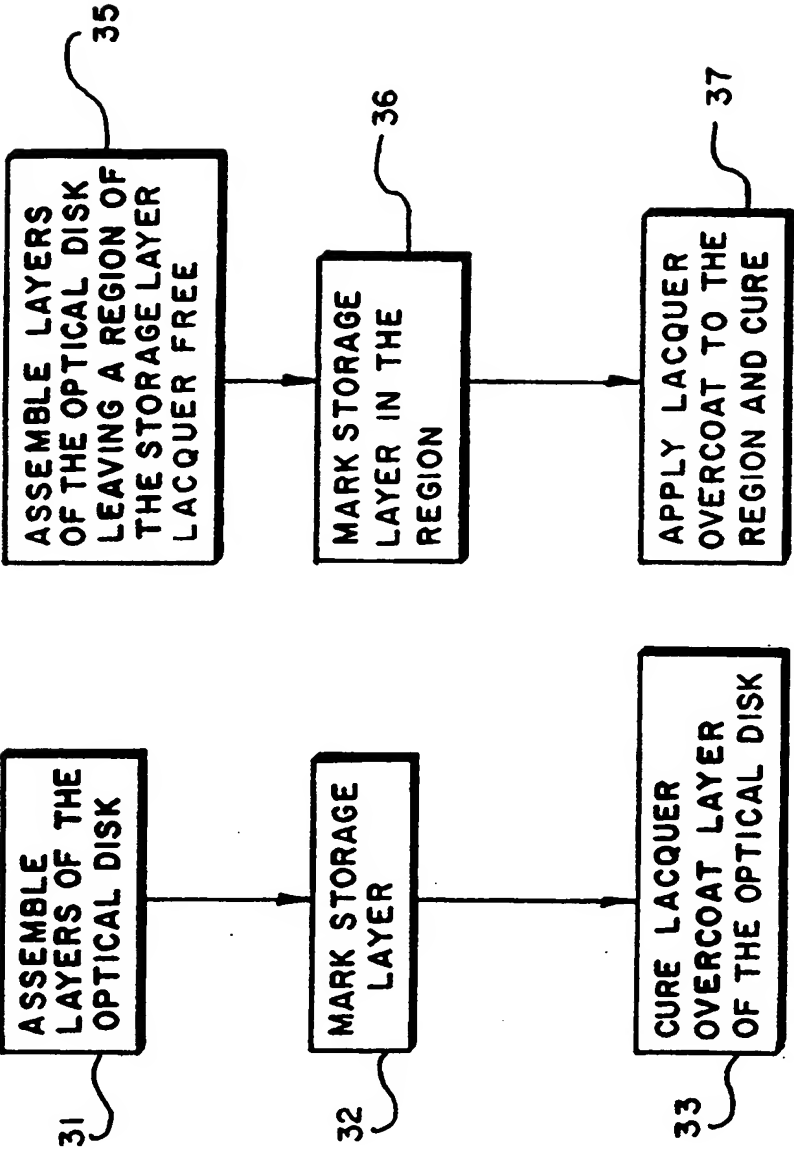 31
ASSEMBLE
LAYERS OF THE
OPTICAL DISK
32
MARK STORAGE
LAYER
33
CURE LACQUER
OVERCOAT LAYER
OF THE OPTICAL DISK
35
ASSEMBLE LAYERS
OF THE OPTICAL DISK
LEAVING A REGION OF
THE STORAGE LAYER
LACQUER FREE
36
MARK STORAGE
LAYER IN THE
REGION
37
APPLY LACQUER
OVERCOAT TO THE
REGION AND CURE